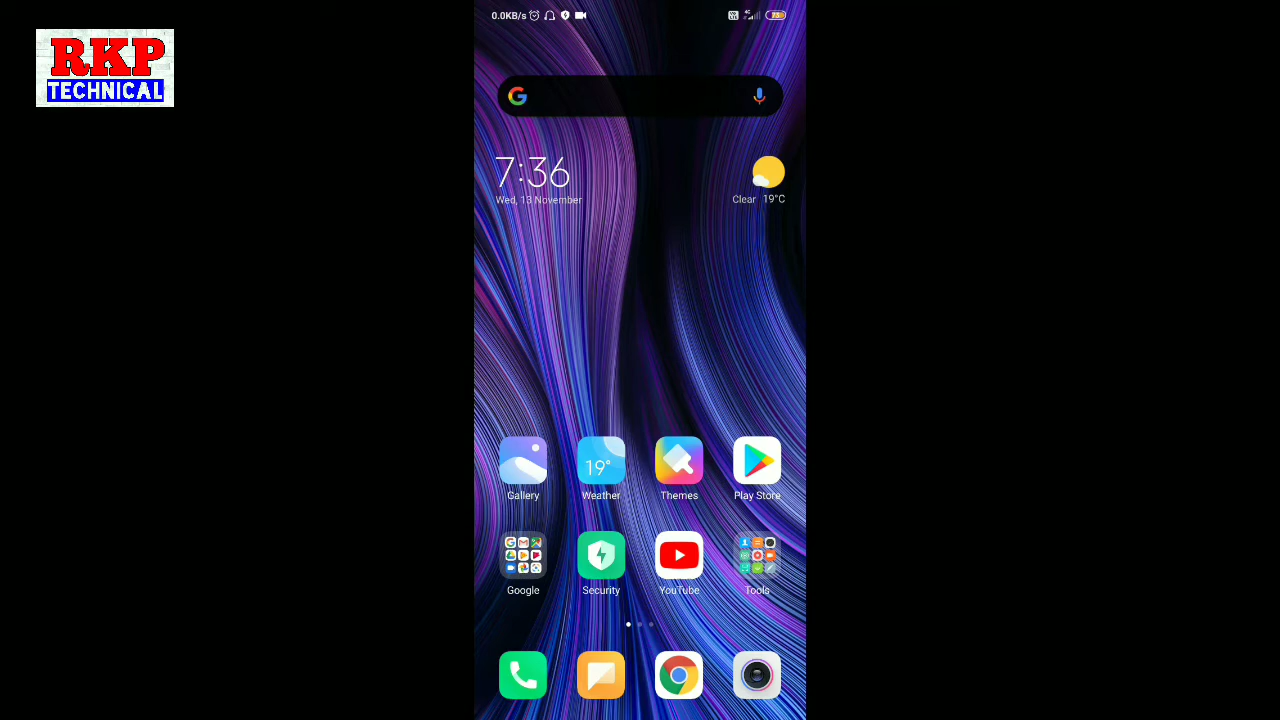 RKP
TECHNICAL
0.0KB/s
7:36
Wed, 13 November
Clear 19°C
19°
Gallery
Weather
Themes
Play Store
Google
Security
YouTube
Tools